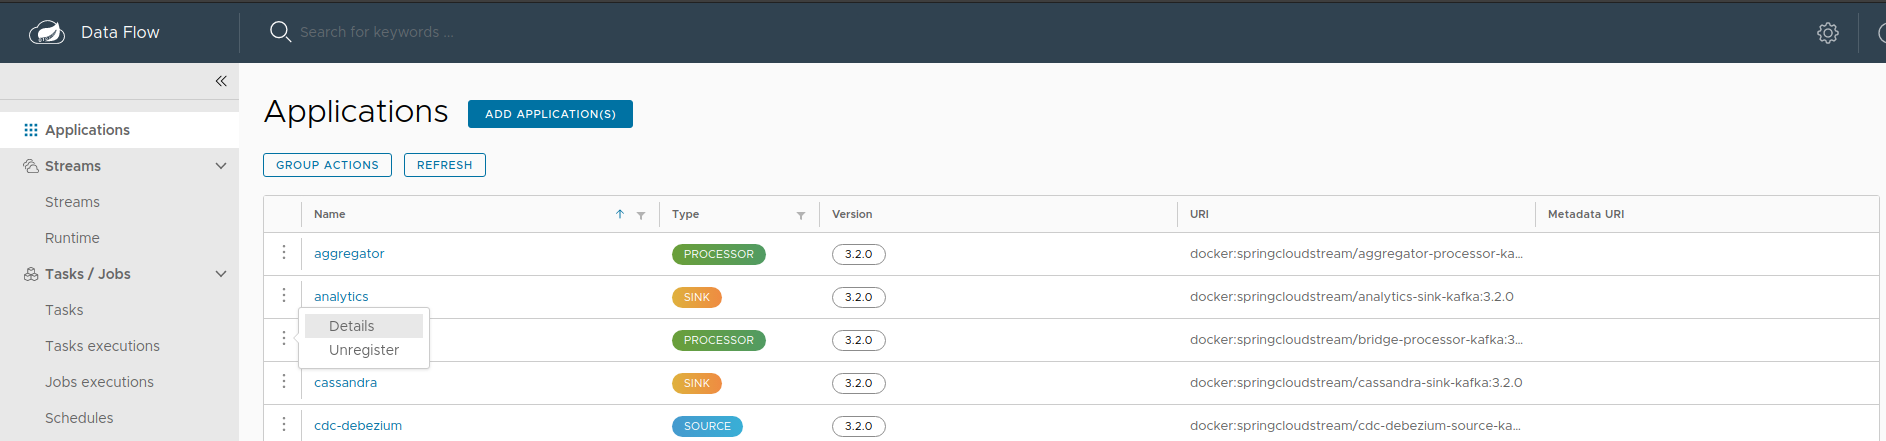 Data Flow
Search for keywords ...
Applications
Streams
Streams
Runtime
Tasks / Jobs
Tasks
Tasks executions
Jobs executions
Schedules
Applications ADD APPLICATION(S)
GROUP ACTIONS REFRESH
Name Type Version URI Metadata URI
aggregator PROCESSOR 3.2.0 docker:springcloudstream/aggregator-processor-ka...
analytics SINK 3.2.0 docker:springcloudstream/analytics-sink-kafka:3.2.0
Details
Unregister
PROCESSOR 3.2.0 docker:springcloudstream/bridge-processor-kafka:3...
cassandra SINK 3.2.0 docker:springcloudstream/cassandra-sink-kafka:3.2.0
cdc-debezium SOURCE 3.2.0 docker:springcloudstream/cdc-debezium-source-ka...